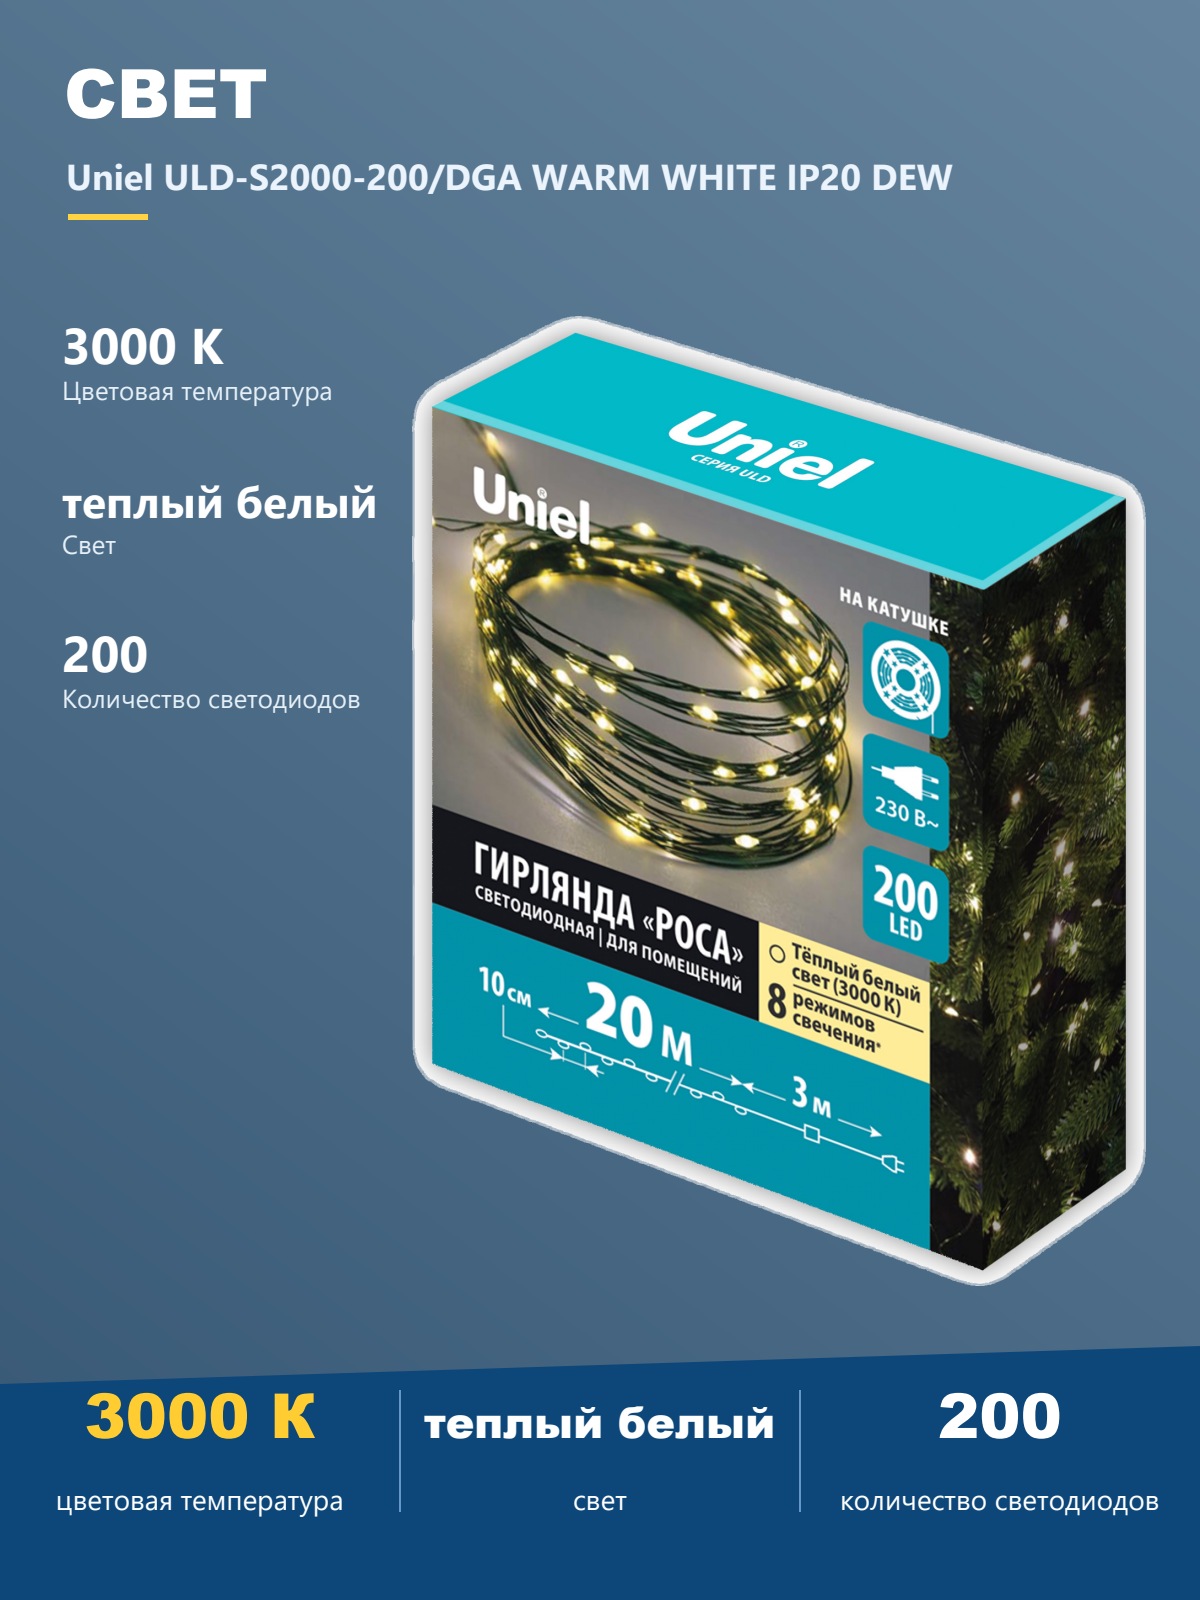 СВЕТ
Uniel ULD-S2000-200/DGA WARM WHITE IP20 DEW
3000 К
Цветовая температура
теплый белый
Свет
200
Количество светодиодов
Uniel®
СЕРИЯ ULD
Uniel®
НА КАТУШКЕ
230 В~
200
LED
ГИРЛЯНДА «РОСА»
СВЕТОДИОДНАЯ | ДЛЯ ПОМЕЩЕНИЙ
Тёплый белый
свет (3000 К)
8 режимов
свечения*
10 см
20 м
3 м
3000 К
цветовая температура
теплый белый
свет
200
количество светодиодов